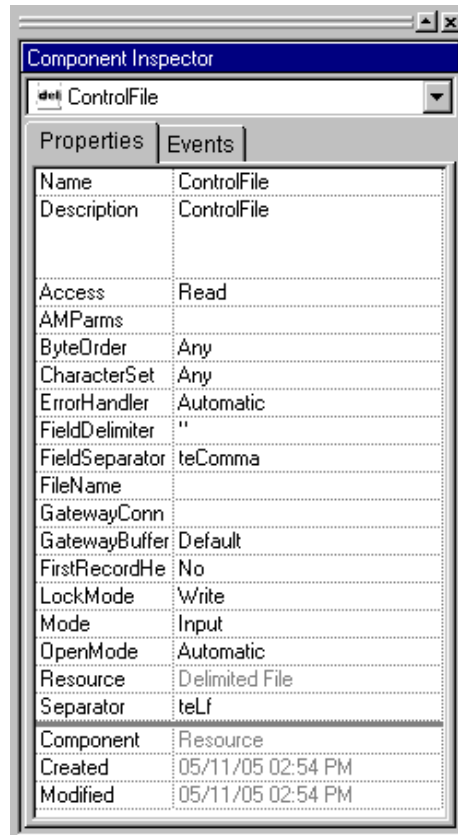 Component Inspector
del ControlFile
Properties Events
Name ControlFile
Description ControlFile
Access Read
AMParms
ByteOrder Any
CharacterSet Any
ErrorHandler Automatic
FieldDelimiter "
FieldSeparator teComma
FileName
GatewayConn
GatewayBuffer Default
FirstRecordHe No
LockMode Write
Mode Input
OpenMode Automatic
Resource Delimited File
Separator teLf
Component Resource
Created 05/11/05 02:54 PM
Modified 05/11/05 02:54 PM